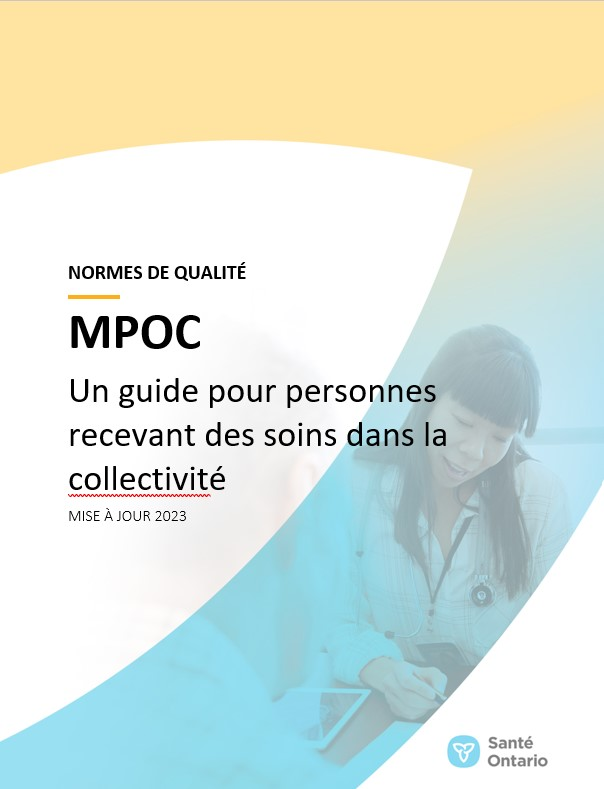 NORMES DE QUALITÉ
MPOC
Un guide pour personnes
recevant des soins dans la
collectivité
MISE À JOUR 2023
Santé
Ontario